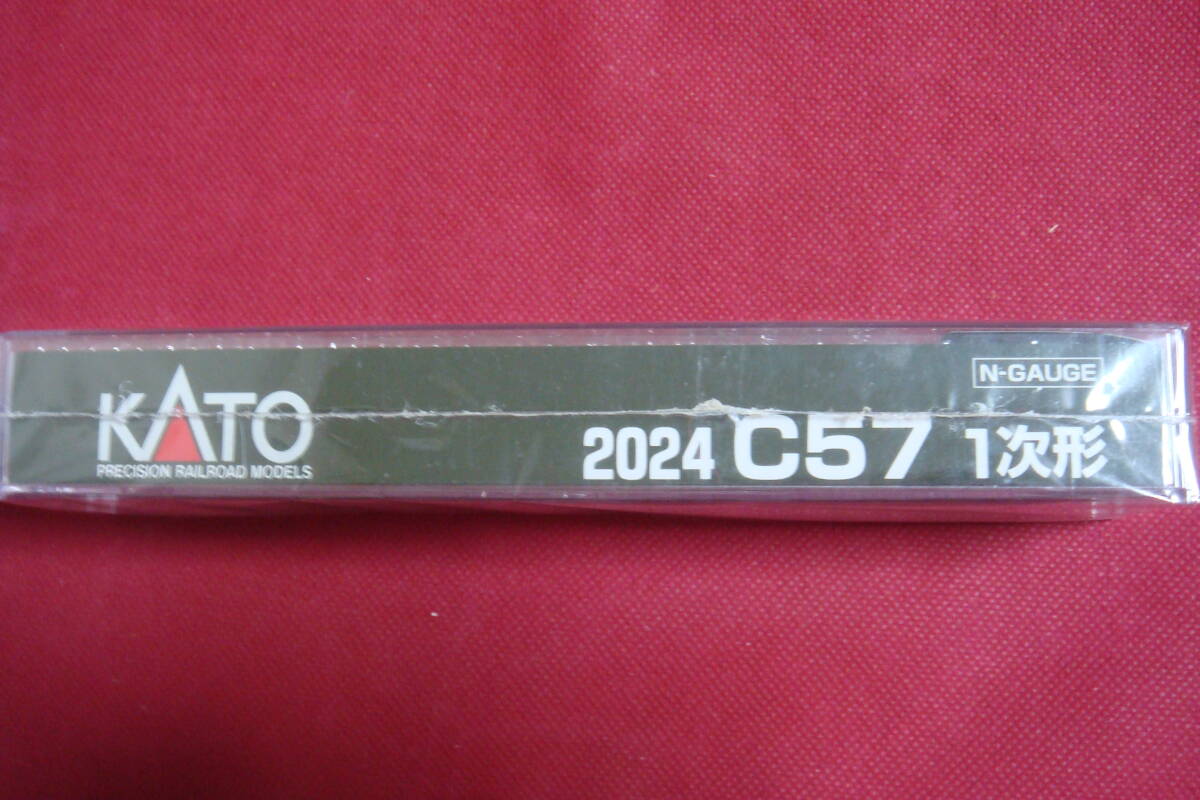 KATO
PRECISION RAILROAD MODELS
N-GAUGE
2024 C57 1次形